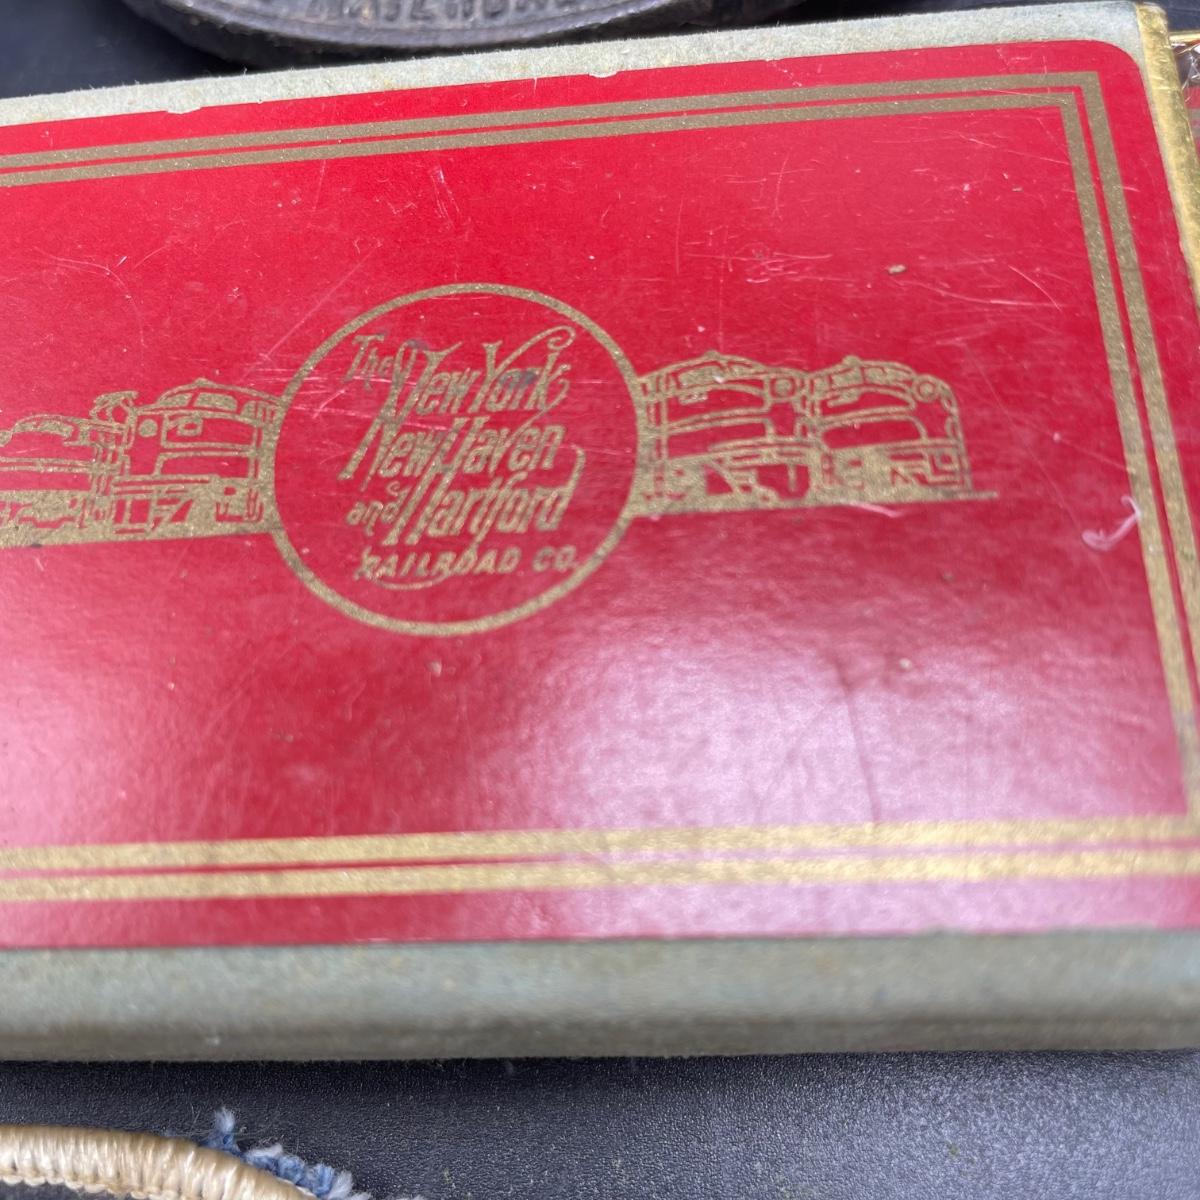 The New York
New Haven
and Hartford
RAILROAD CO.